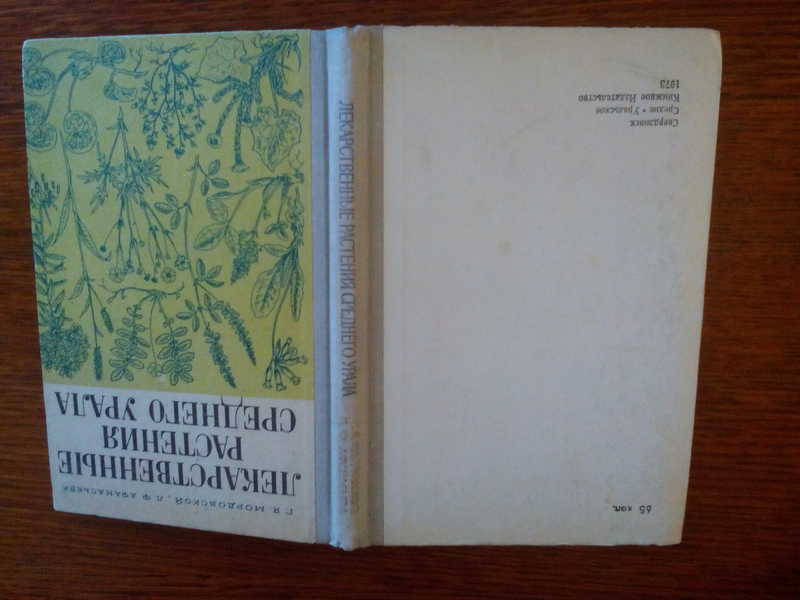 Г. Я. МОРДОВСКОЙ, Л. Ф. АФАНАСЬЕВА
ЛЕКАРСТВЕННЫЕ
РАСТЕНИЯ
СРЕДНЕГО УРАЛА
ЛЕКАРСТВЕННЫЕ РАСТЕНИЯ СРЕДНЕГО УРАЛА
65 коп.
Свердловск
Средне-Уральское
Книжное Издательство
1973